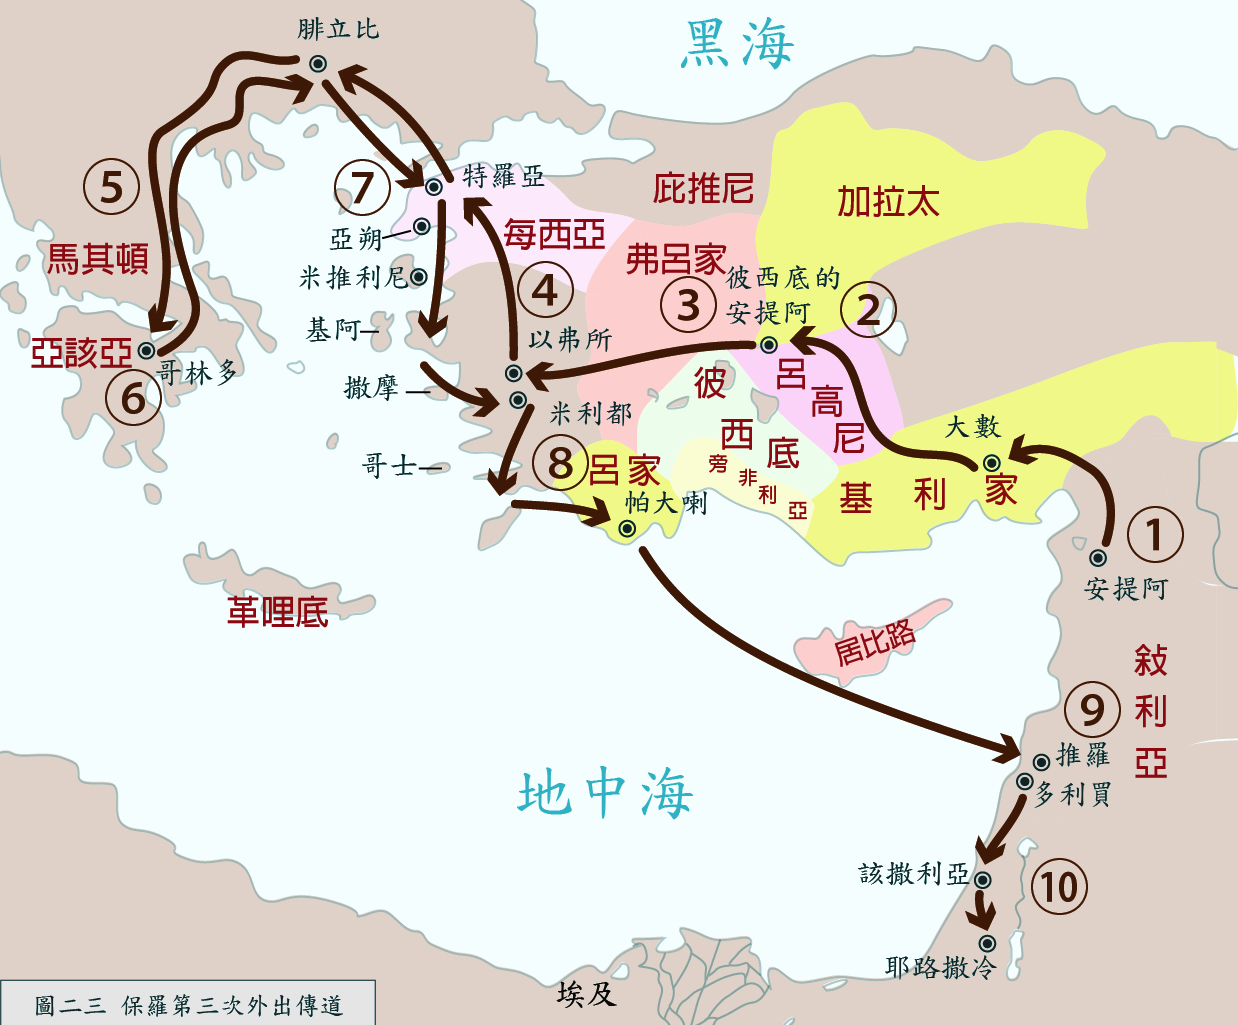 黑海
腓立比
⑤
⑦
特羅亞
庇推尼
加拉太
亞朔
每西亞
馬其頓
米推利尼
④
弗呂家
③
彼西底的
安提阿
②
基阿
以弗所
亞該亞
哥林多
⑥
撒摩
米利都
彼西底
呂高尼
大數
哥士
⑧
呂家
旁非利亞
基利家
帕大喇
①
安提阿
革哩底
居比路
敍利亞
⑨
推羅
多利買
地中海
該撒利亞
⑩
耶路撒冷
埃及
圖二三 保羅第三次外出傳道